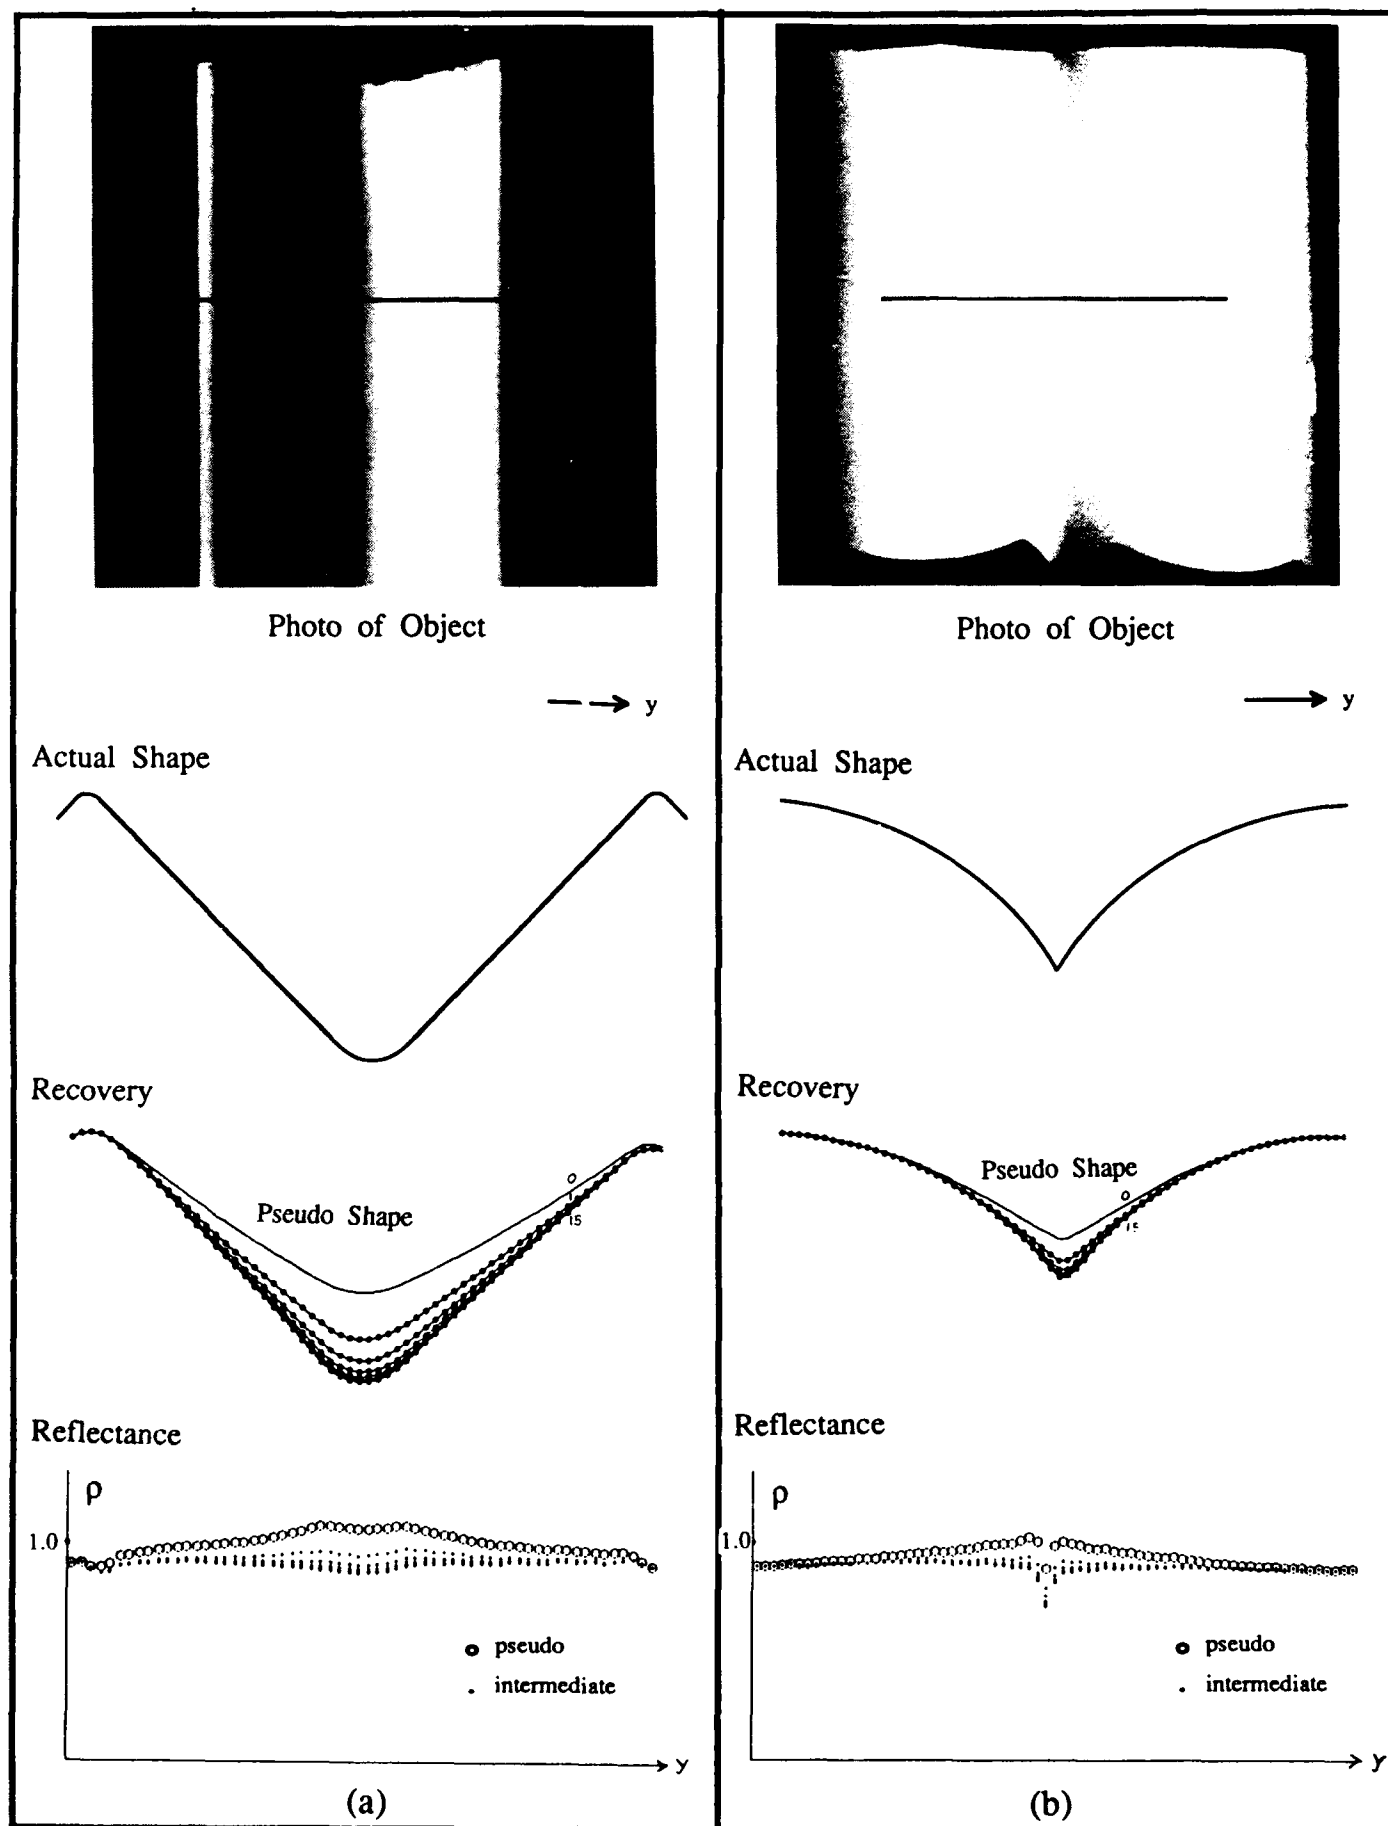 Photo of Object
y
Actual Shape
Recovery
Pseudo Shape
0
15
Reflectance
ρ
1.0
pseudo
intermediate
y
(a)
Photo of Object
y
Actual Shape
Recovery
Pseudo Shape
0
15
Reflectance
ρ
1.0
pseudo
intermediate
y
(b)